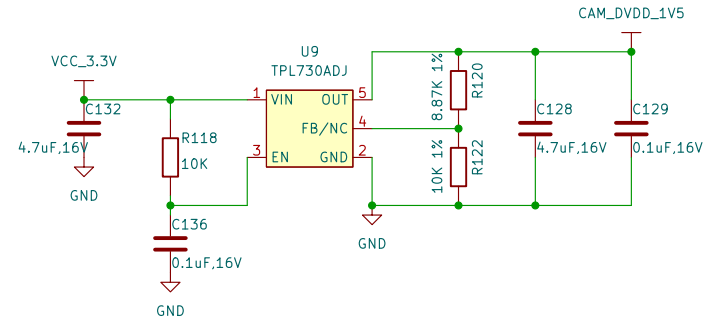 CAM_DVDD_1V5
VCC_3.3V
U9
TPL730ADJ
C132
4.7uF,16V
GND
R118
10K
1
VIN
OUT
5
FB/NC
4
3
EN
GND
2
8.87K 1%
R120
10K 1%
R122
C128
4.7uF,16V
C129
0.1uF,16V
C136
0.1uF,16V
GND
GND